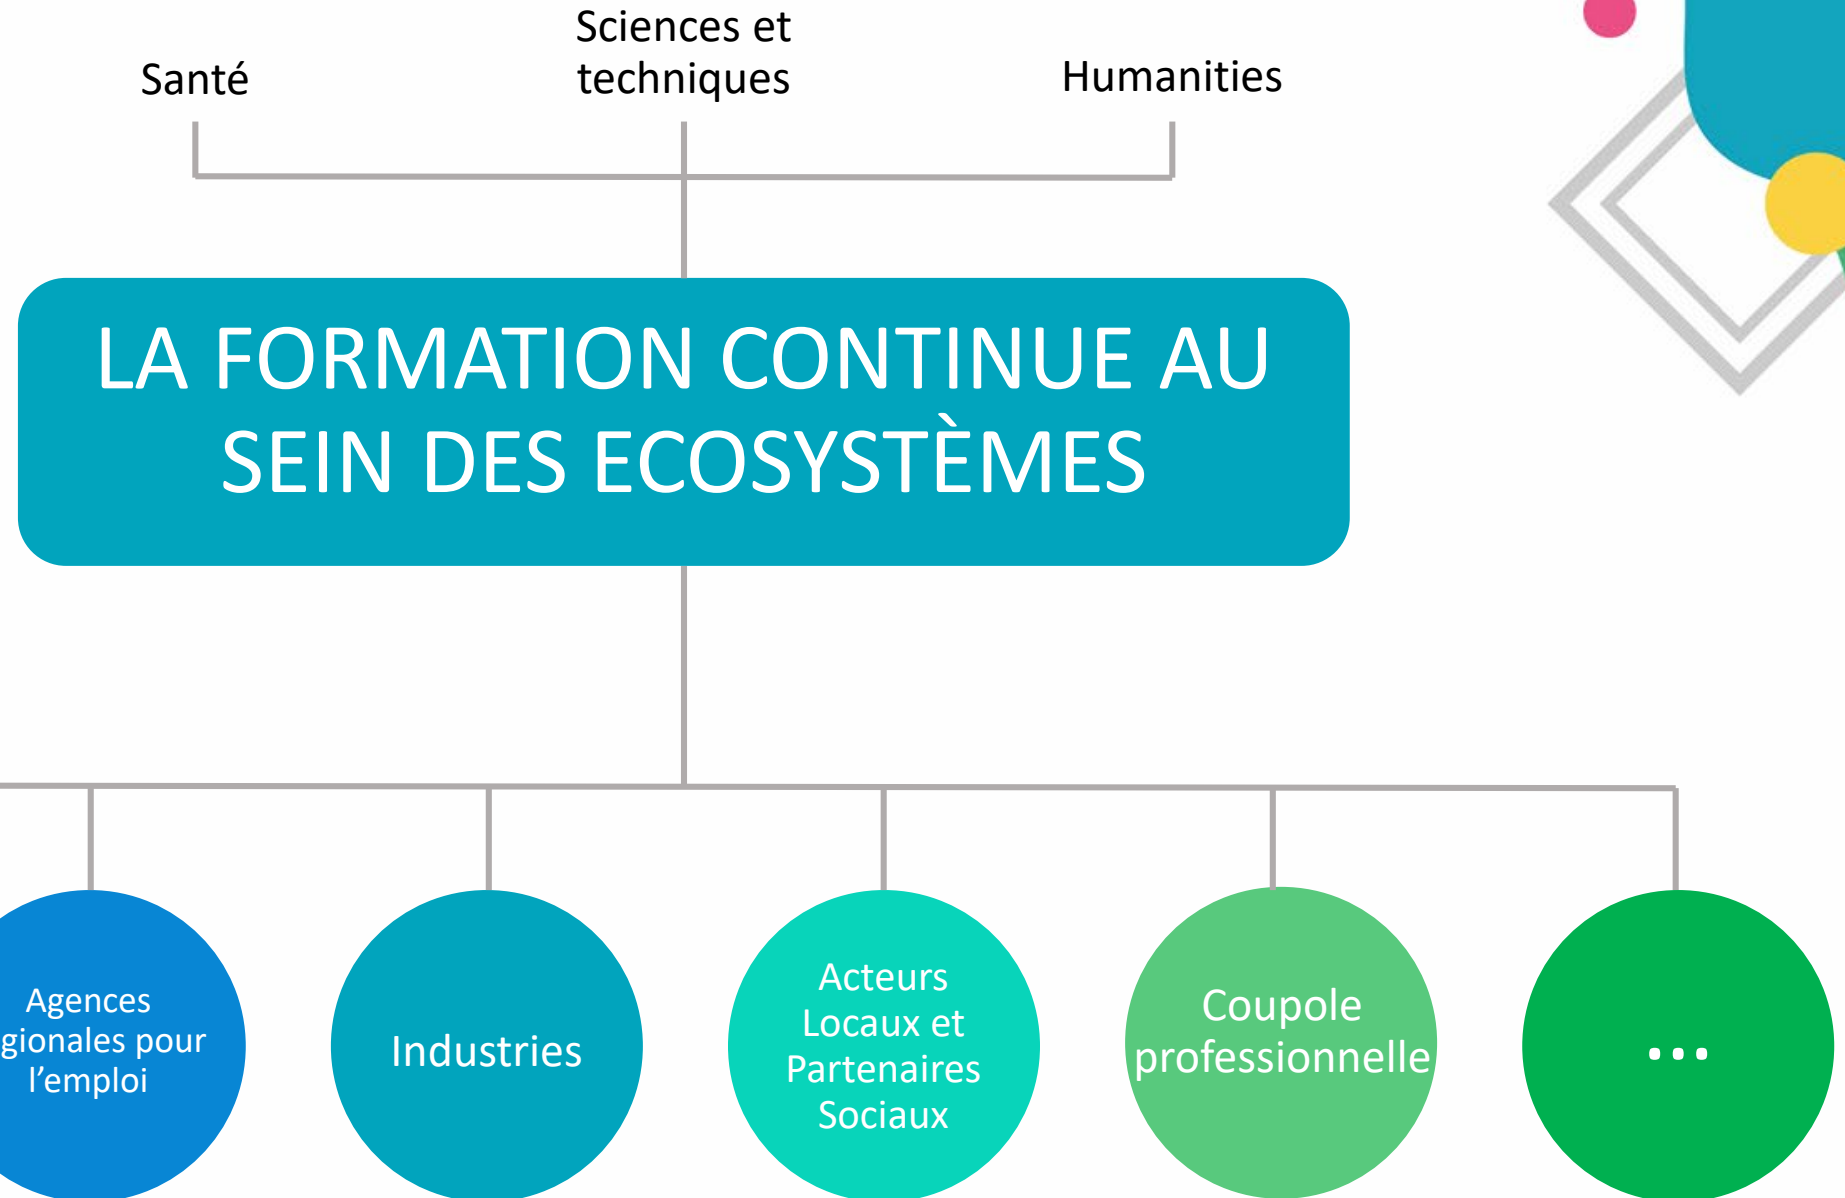 Santé
Sciences et
techniques
Humanities
LA FORMATION CONTINUE AU
SEIN DES ECOSYSTÈMES
Agences
gionales pour
l’emploi
Industries
Acteurs
Locaux et
Partenaires
Sociaux
Coupole
professionnelle
...